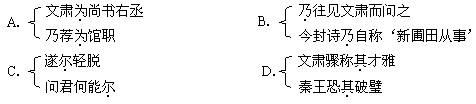 A. 文肃为尚书右丞
乃荐为馆职
B. 乃往见文肃而问之
今封诗乃自称‘新圃田从事’
C. 遂尔轻脱
问君何能尔
D. 文肃骤称其才雅
秦王恐其破璧